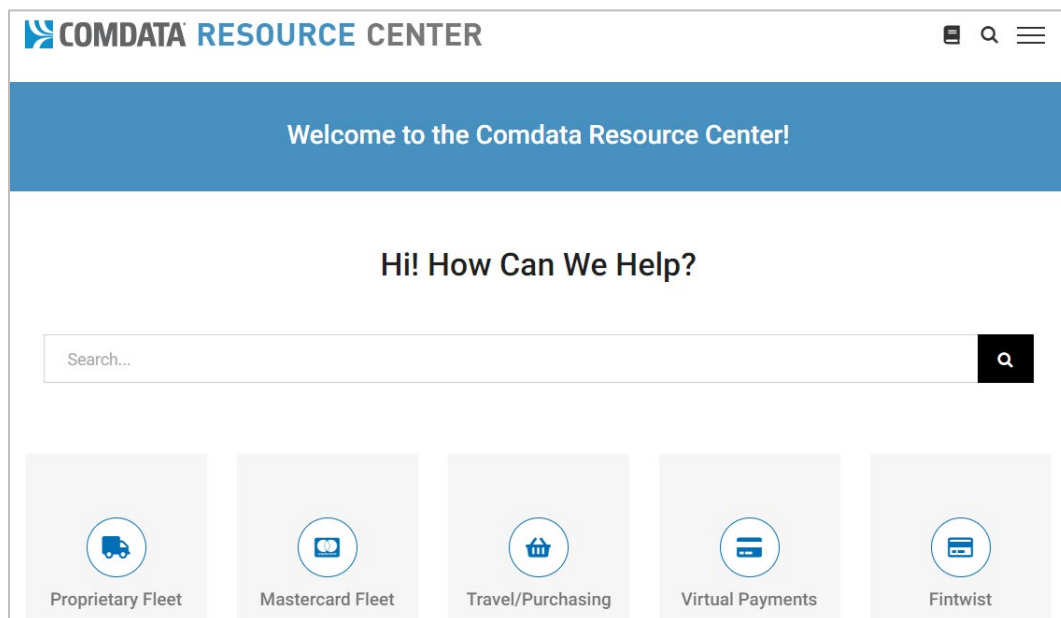 COMDATA RESOURCE CENTER
Welcome to the Comdata Resource Center!
Hi! How Can We Help?
Search...
Proprietary Fleet
Mastercard Fleet
Travel/Purchasing
Virtual Payments
Fintwist